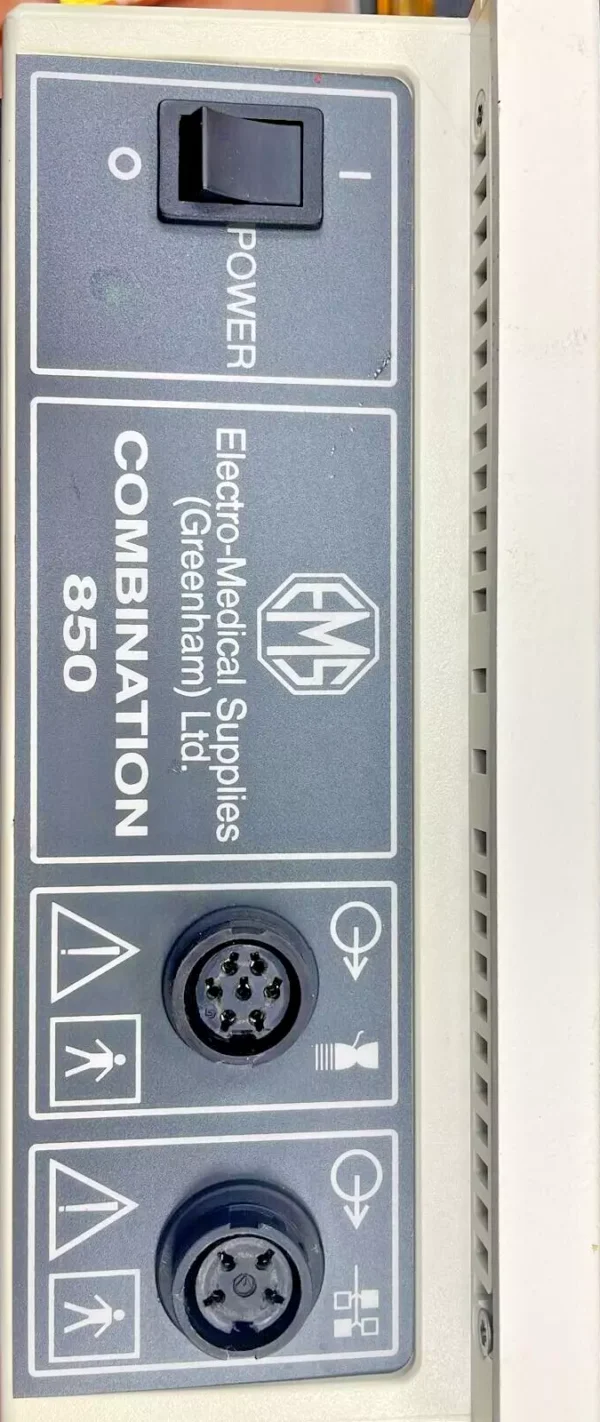 O
I
POWER
EMS
Electro-Medical Supplies
(Greenham) Ltd.
COMBINATION
850